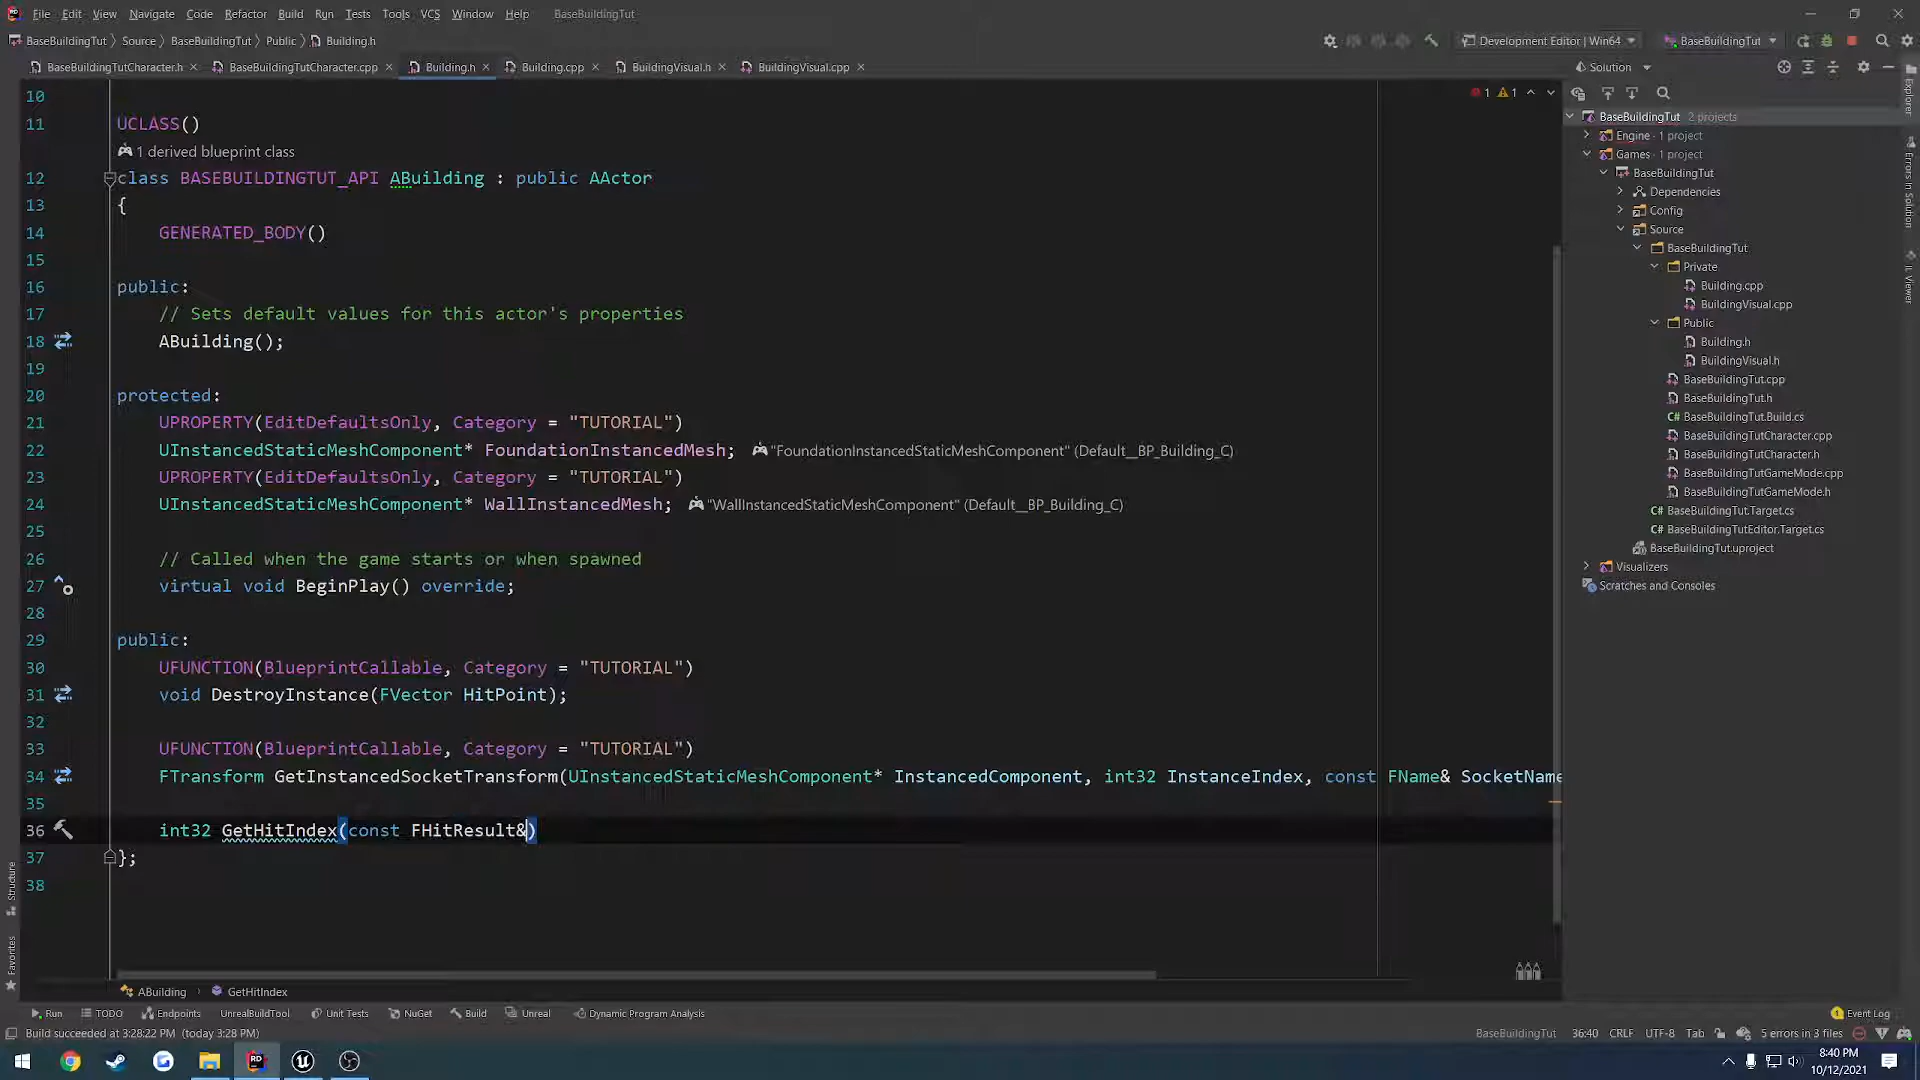 File Edit View Navigate Code Refactor Build Run Tests Tools VCS Window Help BaseBuildingTut
BaseBuildingTut Source BaseBuildingTut Public Building.h
Development Editor | Win64 BaseBuildingTut
BaseBuildingTutCharacter.h BaseBuildingTutCharacter.cpp Building.h Building.cpp BuildingVisual.h BuildingVisual.cpp
Solution
1 1
10
11 UCLASS()
1 derived blueprint class
12 class BASEBUILDINGTUT_API ABuilding : public AActor
13 {
14 GENERATED_BODY()
15
16 public:
17 // Sets default values for this actor's properties
18 ABuilding();
19
20 protected:
21 UPROPERTY(EditDefaultsOnly, Category = "TUTORIAL")
22 UInstancedStaticMeshComponent* FoundationInstancedMesh; "FoundationInstancedStaticMeshComponent" (Default__BP_Building_C)
23 UPROPERTY(EditDefaultsOnly, Category = "TUTORIAL")
24 UInstancedStaticMeshComponent* WallInstancedMesh; "WallInstancedStaticMeshComponent" (Default__BP_Building_C)
25
26 // Called when the game starts or when spawned
27 virtual void BeginPlay() override;
28
29 public:
30 UFUNCTION(BlueprintCallable, Category = "TUTORIAL")
31 void DestroyInstance(FVector HitPoint);
32
33 UFUNCTION(BlueprintCallable, Category = "TUTORIAL")
34 FTransform GetInstancedSocketTransform(UInstancedStaticMeshComponent* InstancedComponent, int32 InstanceIndex, const FName& SocketName
35
36 int32 GetHitIndex(const FHitResult&)
37 };
38
BaseBuildingTut 2 projects
Engine · 1 project
Games · 1 project
BaseBuildingTut
Dependencies
Config
Source
BaseBuildingTut
Private
Building.cpp
BuildingVisual.cpp
Public
Building.h
BuildingVisual.h
BaseBuildingTut.cpp
BaseBuildingTut.h
BaseBuildingTut.Build.cs
BaseBuildingTutCharacter.cpp
BaseBuildingTutCharacter.h
BaseBuildingTutGameMode.cpp
BaseBuildingTutGameMode.h
BaseBuildingTut.Target.cs
BaseBuildingTutEditor.Target.cs
BaseBuildingTut.uproject
Visualizers
Scratches and Consoles
Explorer
Errors In Solution
IL Viewer
Structure
Favorites
ABuilding GetHitIndex
Run TODO Endpoints UnrealBuildTool Unit Tests NuGet Build Unreal Dynamic Program Analysis Event Log
Build succeeded at 3:28:22 PM (today 3:28 PM) BaseBuildingTut 36:40 CRLF UTF-8 Tab 5 errors in 3 files
8:40 PM
10/12/2021